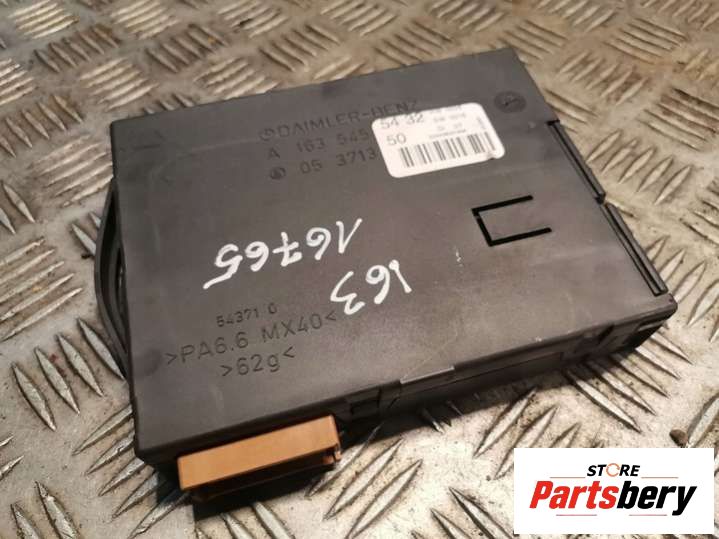 DAIMLER-BENZ
A 163 545 54 32
05 3713 50
163
16765
54371 0
>PA6.6 MX40<
>62g<
STORE
Partsbery